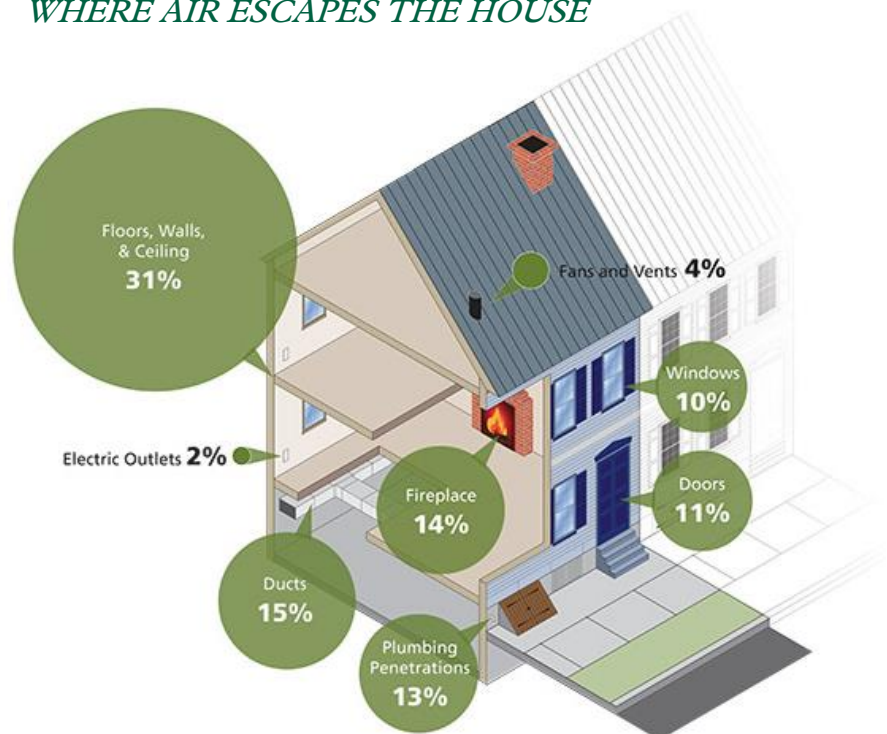 WHERE AIR ESCAPES THE HOUSE
Floors, Walls,
& Ceiling
31%
Fans and Vents 4%
Windows
10%
Electric Outlets 2%
Fireplace
14%
Doors
11%
Ducts
15%
Plumbing
Penetrations
13%